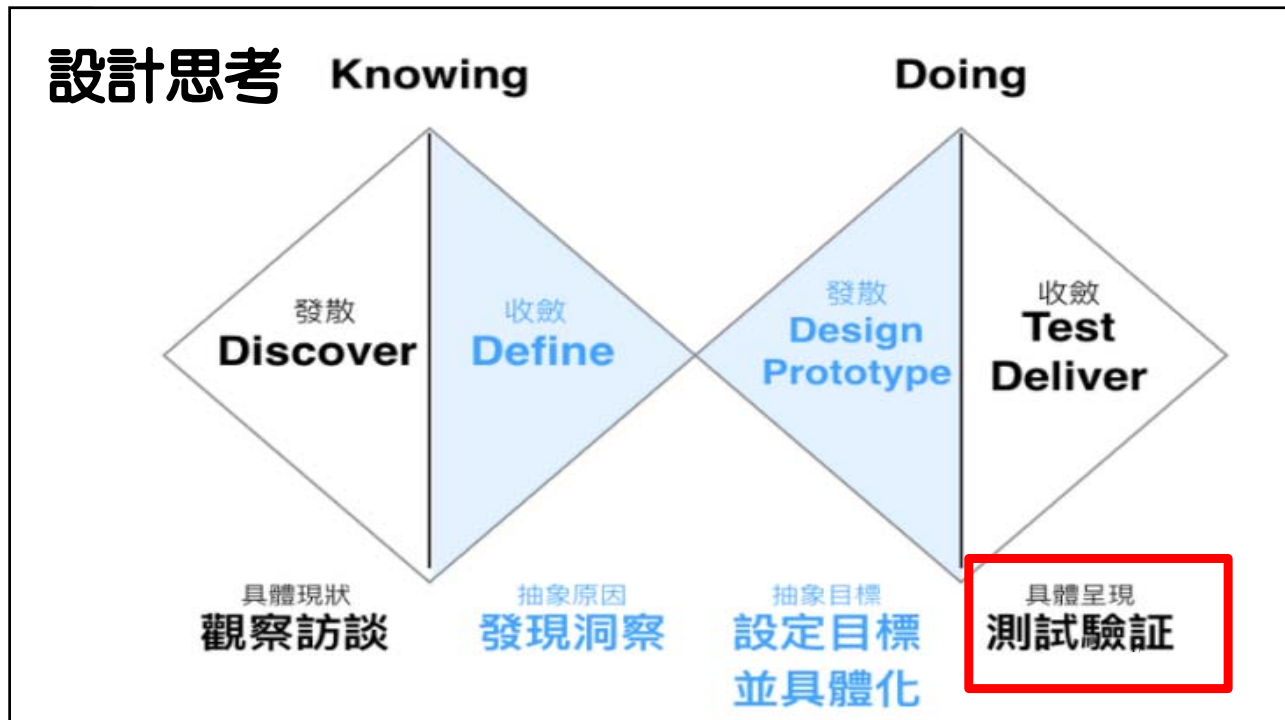 設計思考
Knowing
Doing
發散
Discover
收斂
Define
發散
Design
Prototype
收斂
Test
Deliver
具體現狀
觀察訪談
抽象原因
發現洞察
抽象目標
設定目標
並具體化
具體呈現
測試驗証